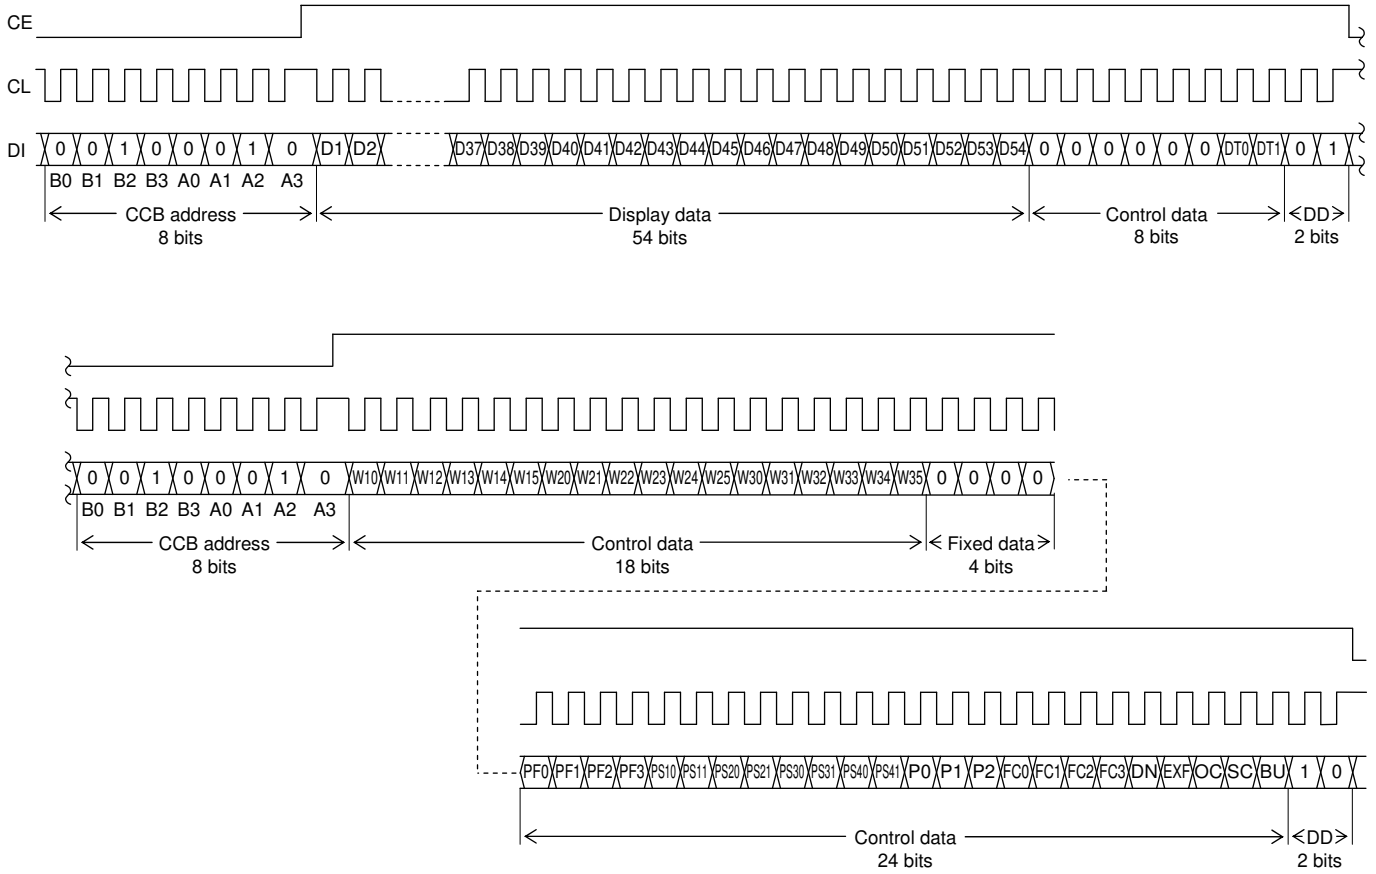 CE
CL
DI 0 0 1 0 0 0 1 0 D1 D2 D37 D38 D39 D40 D41 D42 D43 D44 D45 D46 D47 D48 D49 D50 D51 D52 D53 D54 0 0 0 0 0 0 DT0 DT1 0 1
B0 B1 B2 B3 A0 A1 A2 A3
CCB address Display data Control data DD
8 bits 54 bits 8 bits 2 bits
0 0 1 0 0 0 1 0 W10 W11 W12 W13 W14 W15 W20 W21 W22 W23 W24 W25 W30 W31 W32 W33 W34 W35 0 0 0 0
B0 B1 B2 B3 A0 A1 A2 A3
CCB address Control data Fixed data
8 bits 18 bits 4 bits
PF0 PF1 PF2 PF3 PS10 PS11 PS20 PS21 PS30 PS31 PS40 PS41 P0 P1 P2 FC0 FC1 FC2 FC3 DN EXF OC SC BU 1 0
Control data DD
24 bits 2 bits